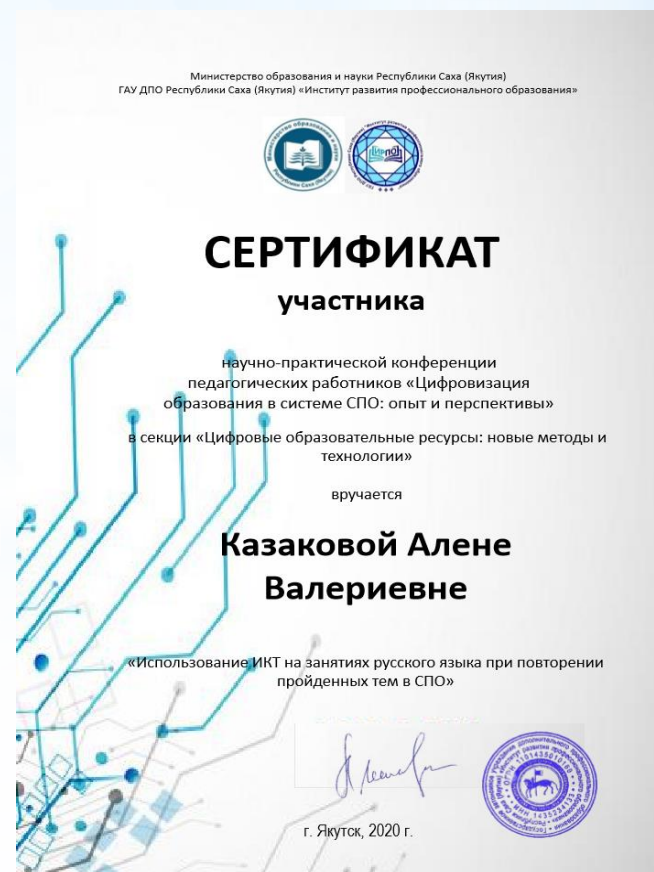 Министерство образования и науки Республики Саха (Якутия)
ГАУ ДПО Республики Саха (Якутия) «Институт развития профессионального образования»
СЕРТИФИКАТ
участника
научно-практической конференции
педагогических работников «Цифровизация
образования в системе СПО: опыт и перспективы»
в секции «Цифровые образовательные ресурсы: новые методы и
технологии»
вручается
Казаковой Алене
Валериевне
«Использование ИКТ на занятиях русского языка при повторении
пройденных тем в СПО»
г. Якутск, 2020 г.